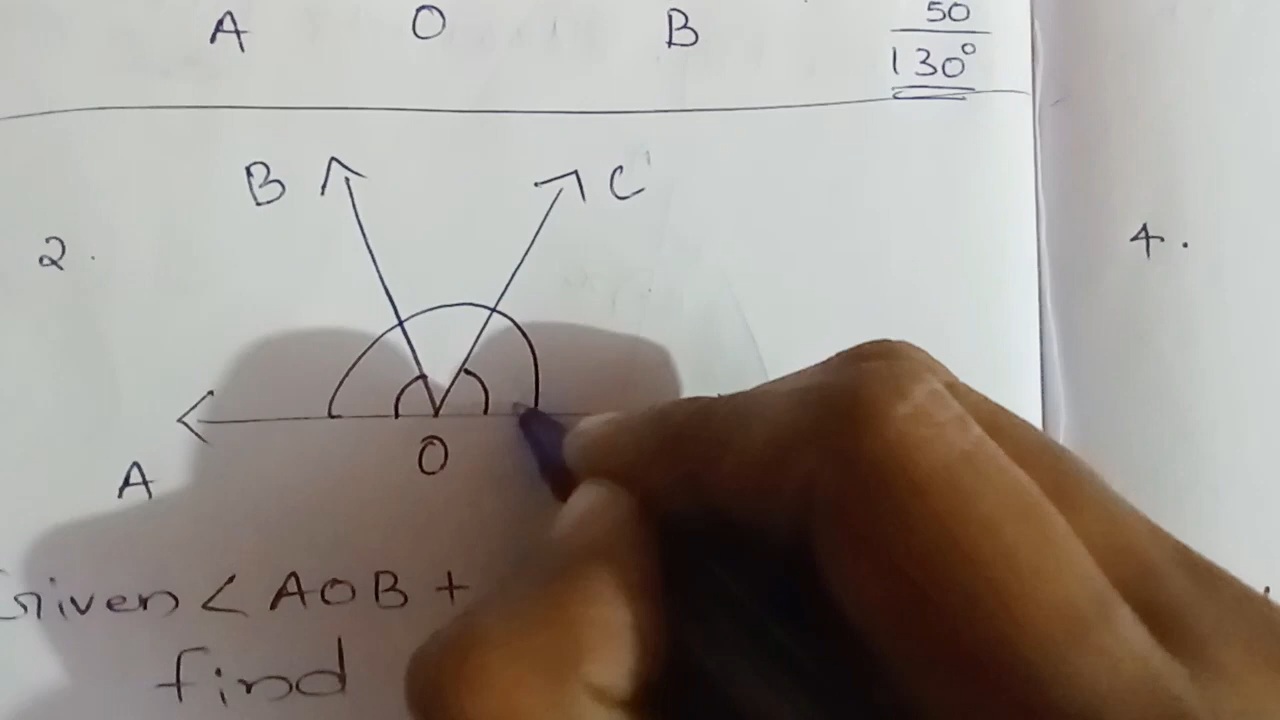 A O B
50
130°
B C
2.
4.
O
A
Given < AOB +
find